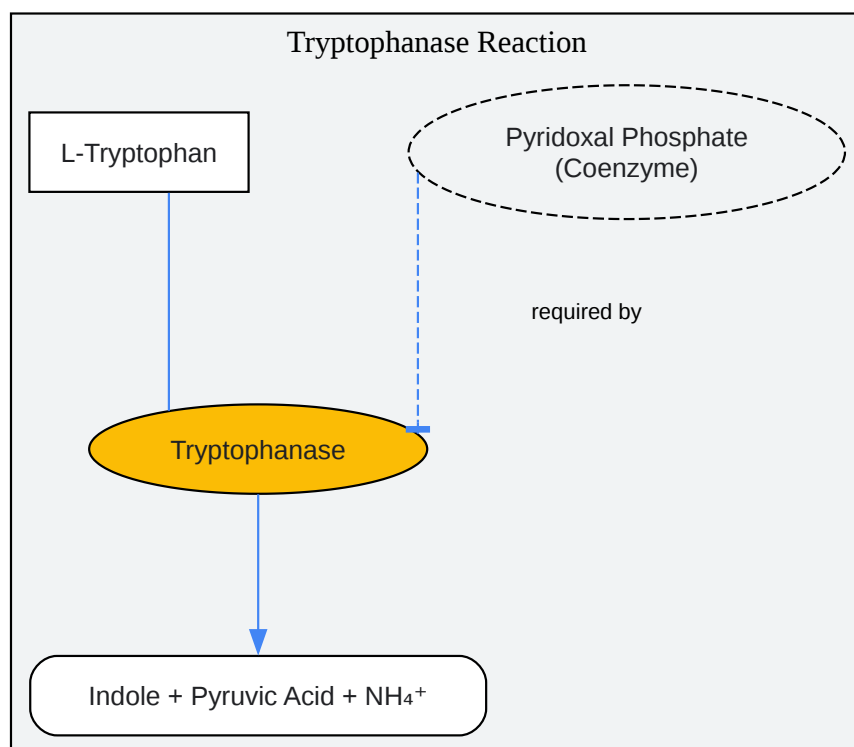 Tryptophanase Reaction
L-Tryptophan
Pyridoxal Phosphate
(Coenzyme)
required by
Tryptophanase
Indole + Pyruvic Acid + NH₄⁺